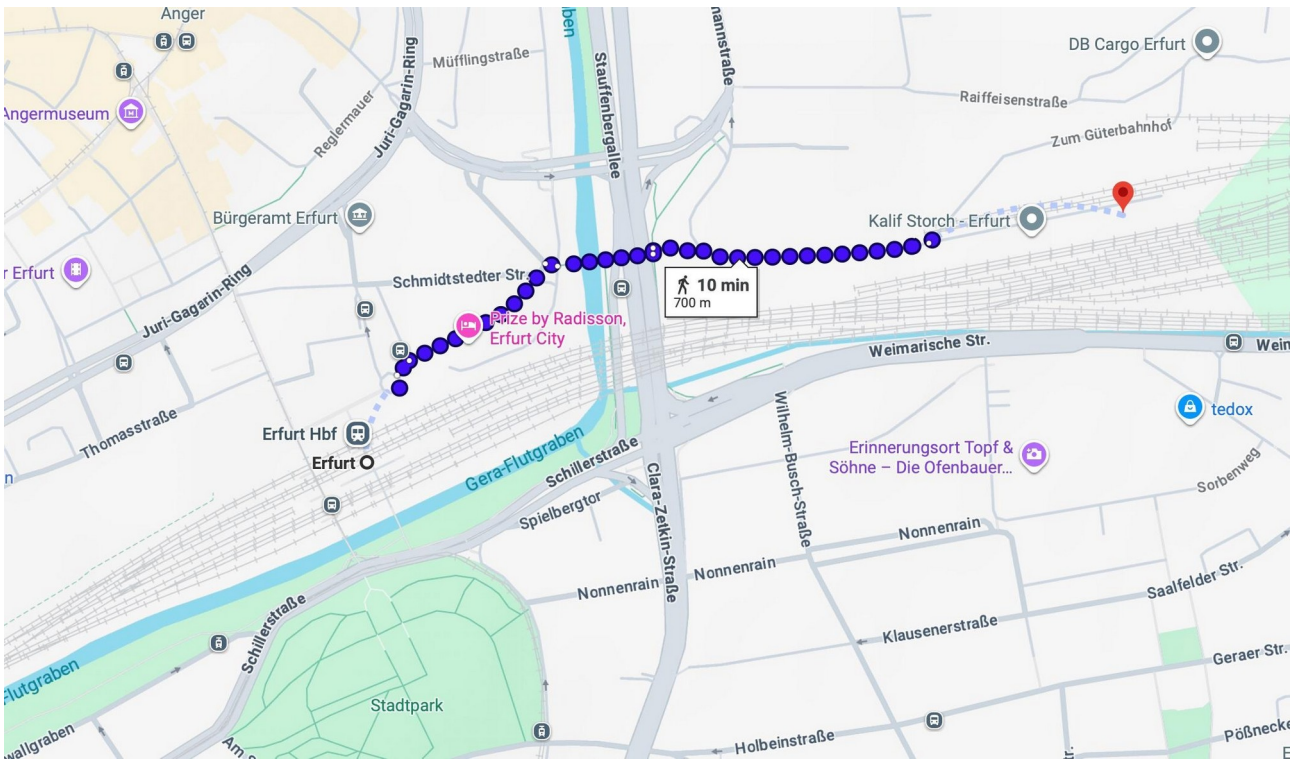 Anger
Müfflingstraße
Juri-Gagarin-Ring
Reglermauer
Stauffenbergallee
DB Cargo Erfurt
Raiffeisenstraße
Zum Güterbahnhof
Angermuseum
Bürgeramt Erfurt
Kalif Storch - Erfurt
r Erfurt
Schmidtstedter Str.
Juri-Gagarin-Ring
10 min
700 m
Prize by Radisson,
Erfurt City
Weimarische Str.
Thomasstraße
Erfurt Hbf
Erfurt
Gera-Flutgraben
Schillerstraße
Wilhelm-Busch-Straße
tedox
Erinnerungsort Topf &
Söhne – Die Ofenbauer...
Sorbenweg
Spielbergtor
Clara-Zetkin-Straße
Nonnenrain
Nonnenrain
Nonnenrain
Saalfelder Str.
Schillerstraße
Klausenerstraße
Geraer Str.
Flutgraben
Stadtpark
wallgraben
Holbeinstraße